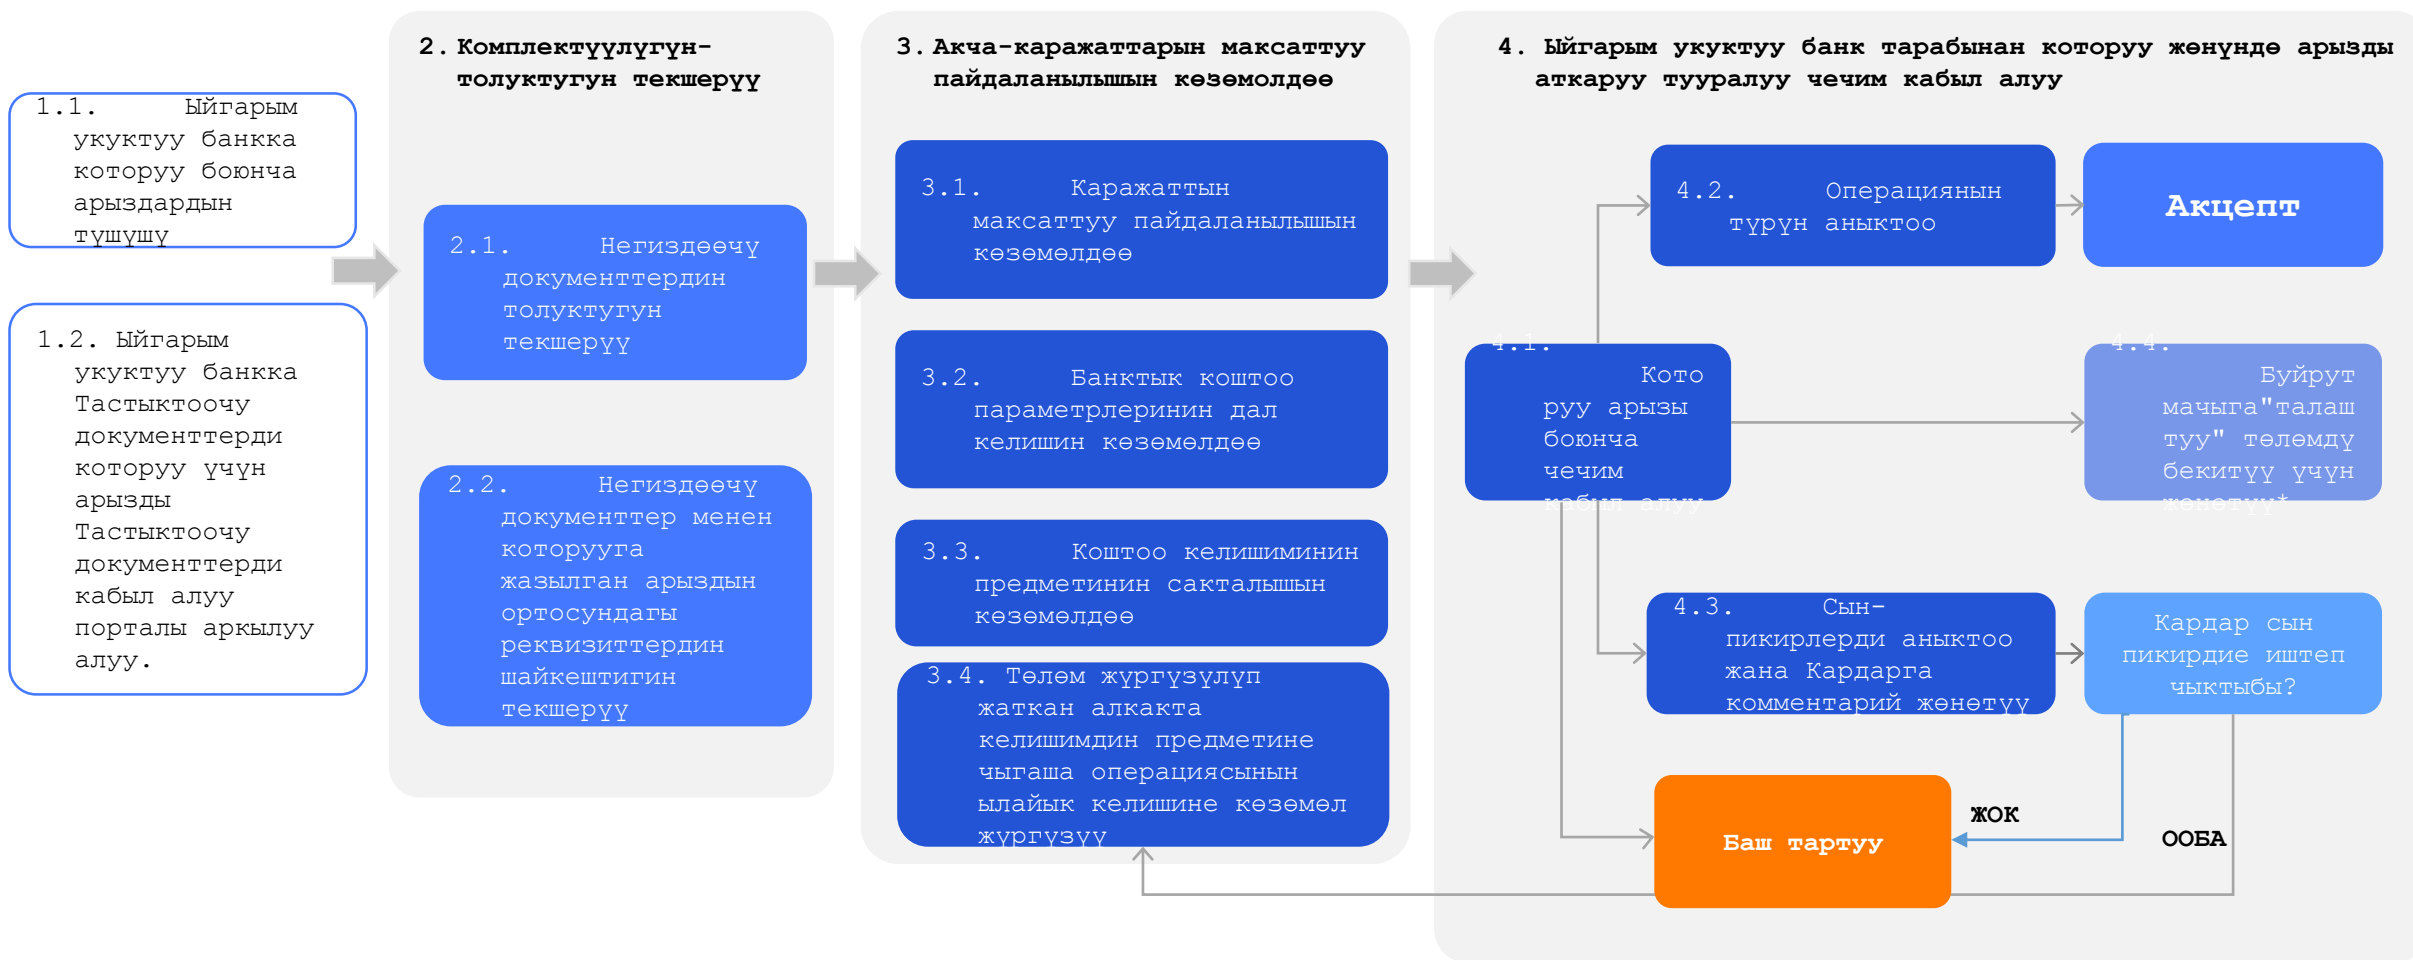 1.1. Ыйгарым
укуктуу банкка
которуу боюнча
арыздардын
түшүшү
1.2. Ыйгарым
укуктуу банкка
Тастыктоочу
документтерди
которуу үчүн
арызды
Тастыктоочу
документтерди
кабыл алуу
порталы аркылуу
алуу.
2. Комплектүүлүгүн-
толуктугун текшерүү
2.1. Негиздөөчү
документтердин
толуктугун
текшерүү
2.2. Негиздөөчү
документтер менен
которууга
жазылган арыздын
ортосундагы
реквизиттердин
шайкештигин
текшерүү
3. Акча-каражаттарын максаттуу
пайдаланылышын көзөмолдөө
3.1. Каражаттын
максаттуу пайдаланылышын
көзөмөлдөө
3.2. Банктык коштоо
параметрлеринин дал
келишин көзөмөлдөө
3.3. Коштоо келишиминин
предметинин сакталышын
көзөмөлдөө
3.4. Төлөм жүргүзүлүп
жаткан алкакта
келишимдин предметине
чыгаша операциясынын
ылайык келишине көзөмөл
жүргүзүү
4. Ыйгарым укуктуу банк тарабынан которуу жөнүндө арызды
аткаруу тууралуу чечим кабыл алуу
4.1.
Кото
руу арызы
боюнча
чечим
кабыл алуу
4.2. Операциянын
түрүн аныктоо
Акцепт
4.4.
Буйрут
мачыга"талаш
туу" төлөмдү
бекитүү үчүн
жөнөтүү*
4.3. Сын-
пикирлерди аныктоо
жана Кардарга
комментарий жөнөтүү
Кардар сын
пикирдие иштеп
чыктыбы?
Баш тартуу
ЖОК
ООБА